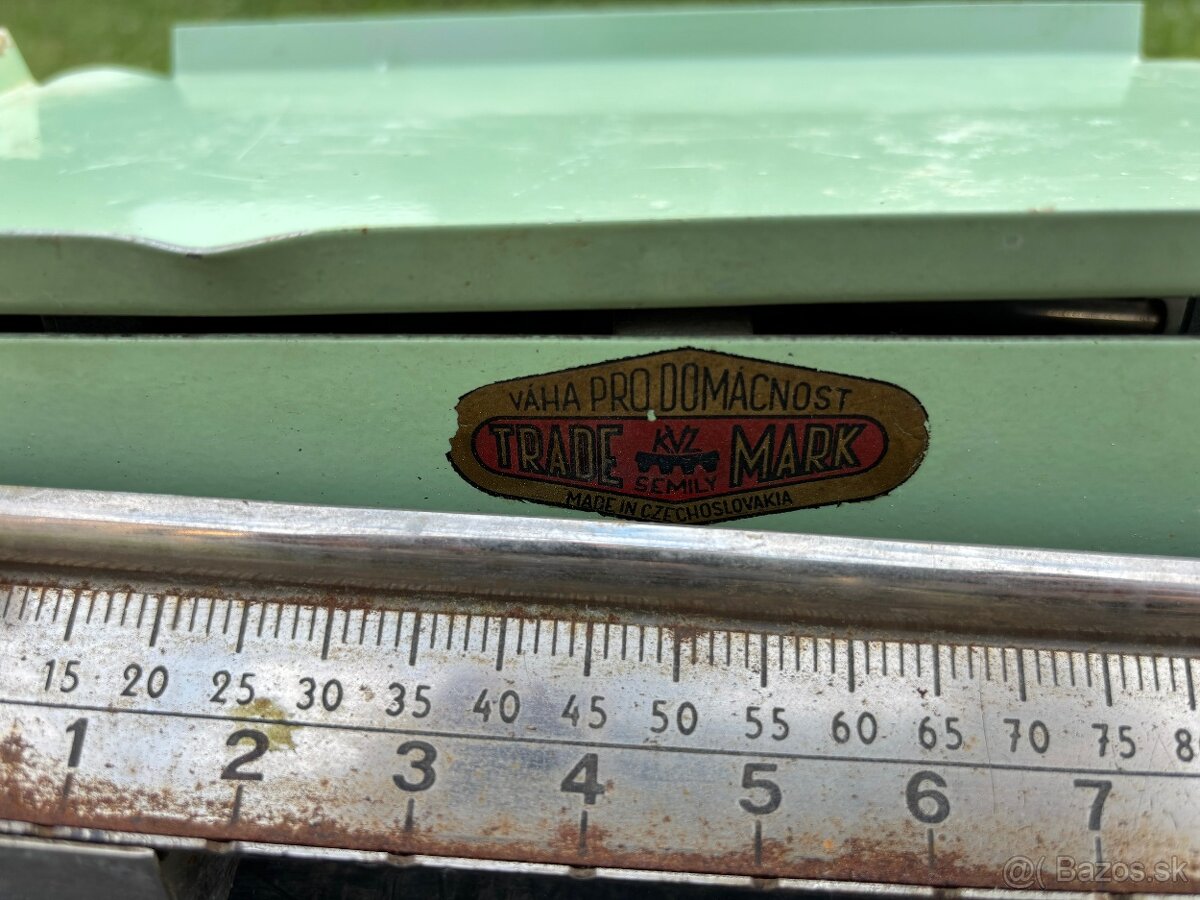 VÁHA PRO DOMÁCNOST
TRADE KVZ MARK
SEMILY
MADE IN CZECHOSLOVAKIA
15 20 25 30 35 40 45 50 55 60 65 70 75 8
1 2 3 4 5 6 7
@( Bazos.sk